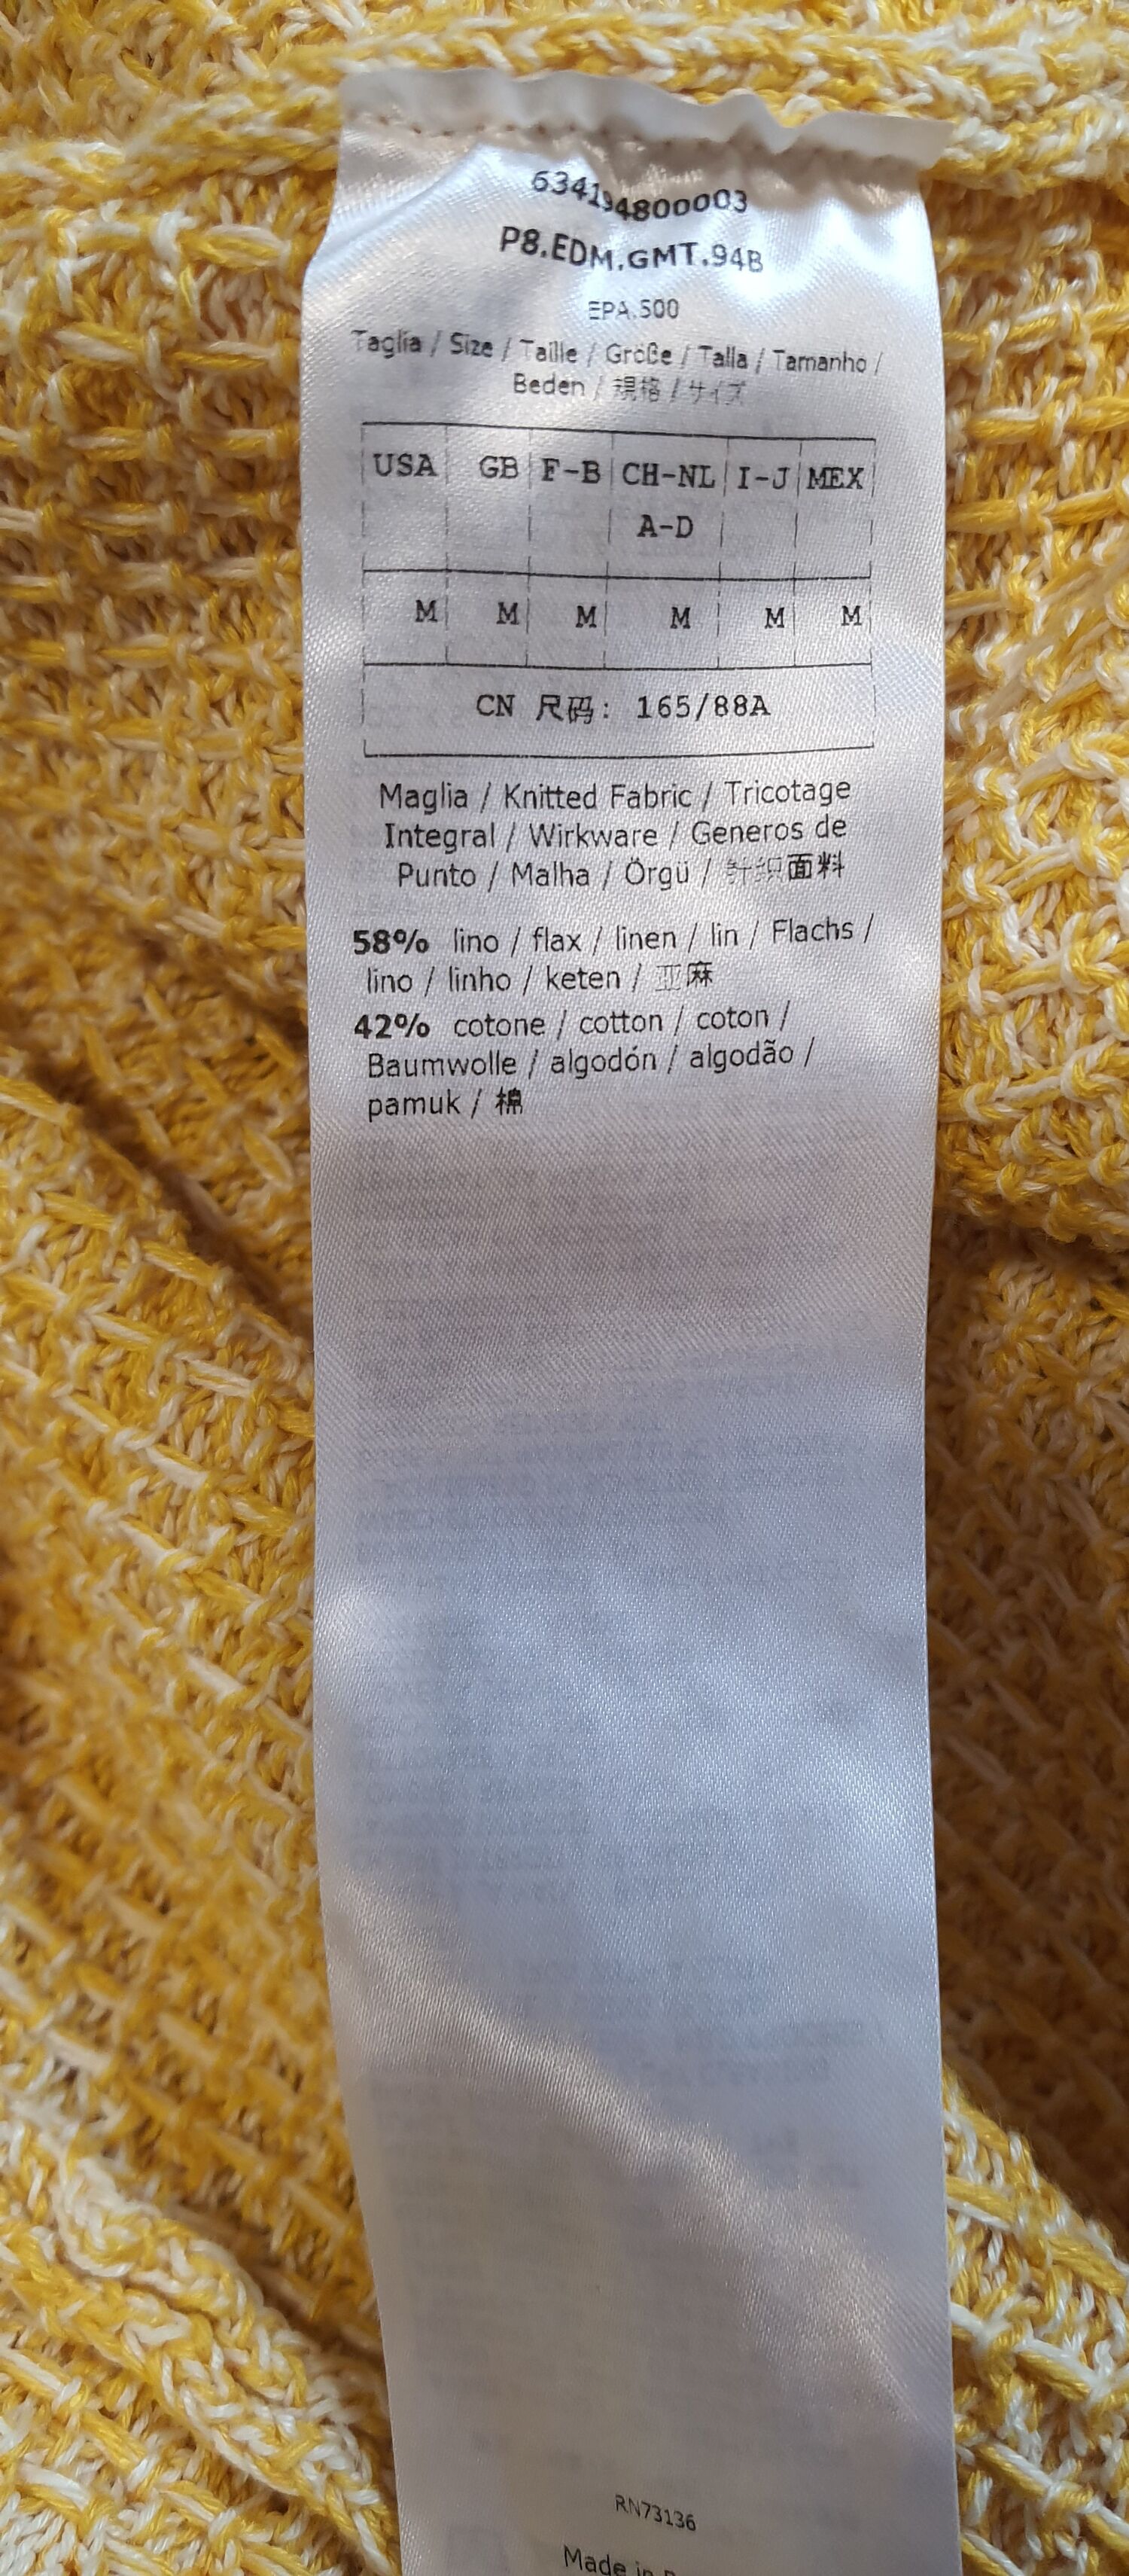 634194800003
P8.EDM.GMT.94B
EPA.500
Taglia / Size / Taille / Größe / Talla / Tamanho /
Beden / 規格 / サイズ
USA GB F-B CH-NL I-J MEX
A-D
M M M M M M
CN 尺码: 165/88A
Maglia / Knitted Fabric / Tricotage
Integral / Wirkware / Generos de
Punto / Malha / Örgü / 针织面料
58% lino / flax / linen / lin / Flachs /
lino / linho / keten / 亚麻
42% cotone / cotton / coton /
Baumwolle / algodón / algodão /
pamuk / 棉
RN73136
Made in